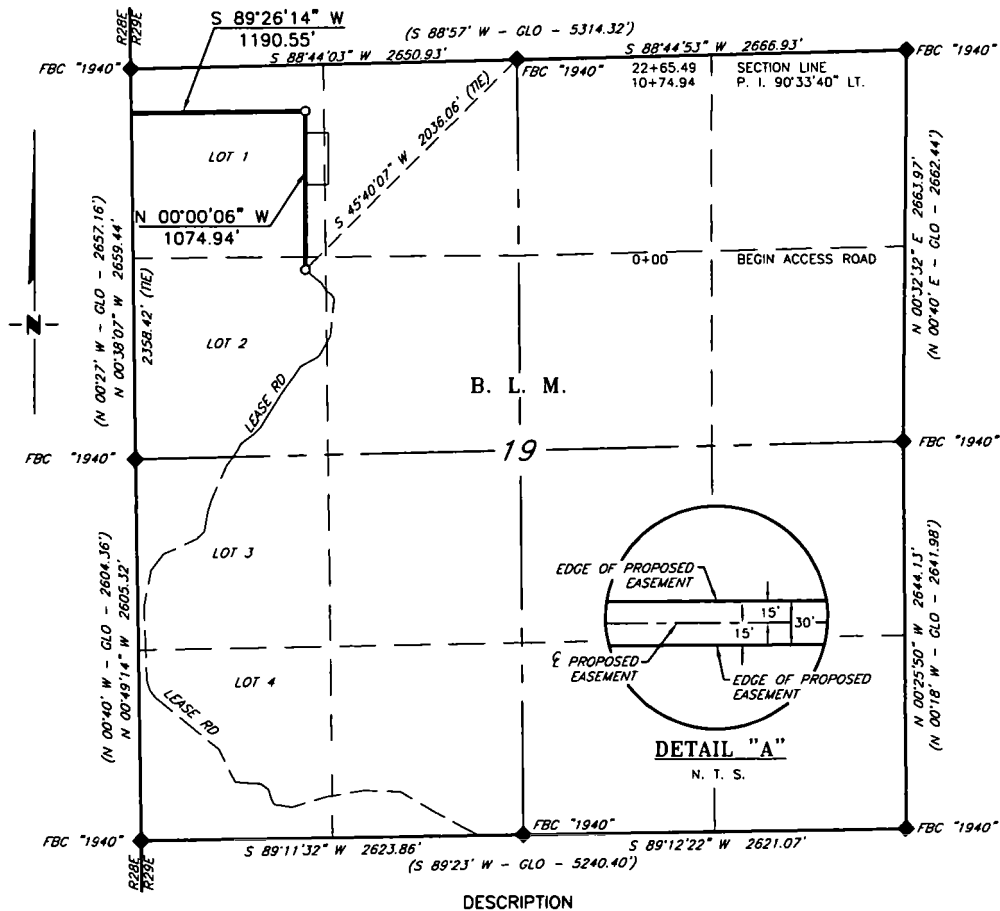 R28E
R29E
S 89°26'14" W
1190.55'
(S 88°57' W - GLO - 5314.32')
S 88°44'03" W 2650.93'
S 88°44'53" W 2666.93'
FBC "1940"
FBC "1940"
FBC "1940"
22+65.49 SECTION LINE
10+74.94 P. I. 90°33'40" LT.
LOT 1
S 45°40'07" W 2036.06' (TIE)
N 00°00'06" W
1074.94'
0+00 BEGIN ACCESS ROAD
(N 00°27' W - GLO - 2657.16')
N 00°38'07" W 2659.44'
2358.42' (TIE)
N 00°32'32" E 2663.97'
(N 00°40' E - GLO - 2662.44')
N
LOT 2
LEASE RD
B. L. M.
FBC "1940"
19
FBC "1940"
LOT 3
(N 00°40' W - GLO - 2604.36')
N 00°49'14" W 2605.32'
N 00°25'50" W 2644.13'
(N 00°18' W - GLO - 2641.98')
EDGE OF PROPOSED
EASEMENT
15'
30'
15'
℄ PROPOSED
EASEMENT
EDGE OF PROPOSED
EASEMENT
LOT 4
LEASE RD
DETAIL "A"
N. T. S.
FBC "1940"
FBC "1940"
FBC "1940"
S 89°11'32" W 2623.86'
S 89°12'22" W 2621.07'
(S 89°23' W - GLO - 5240.40')
R28E
R29E
DESCRIPTION